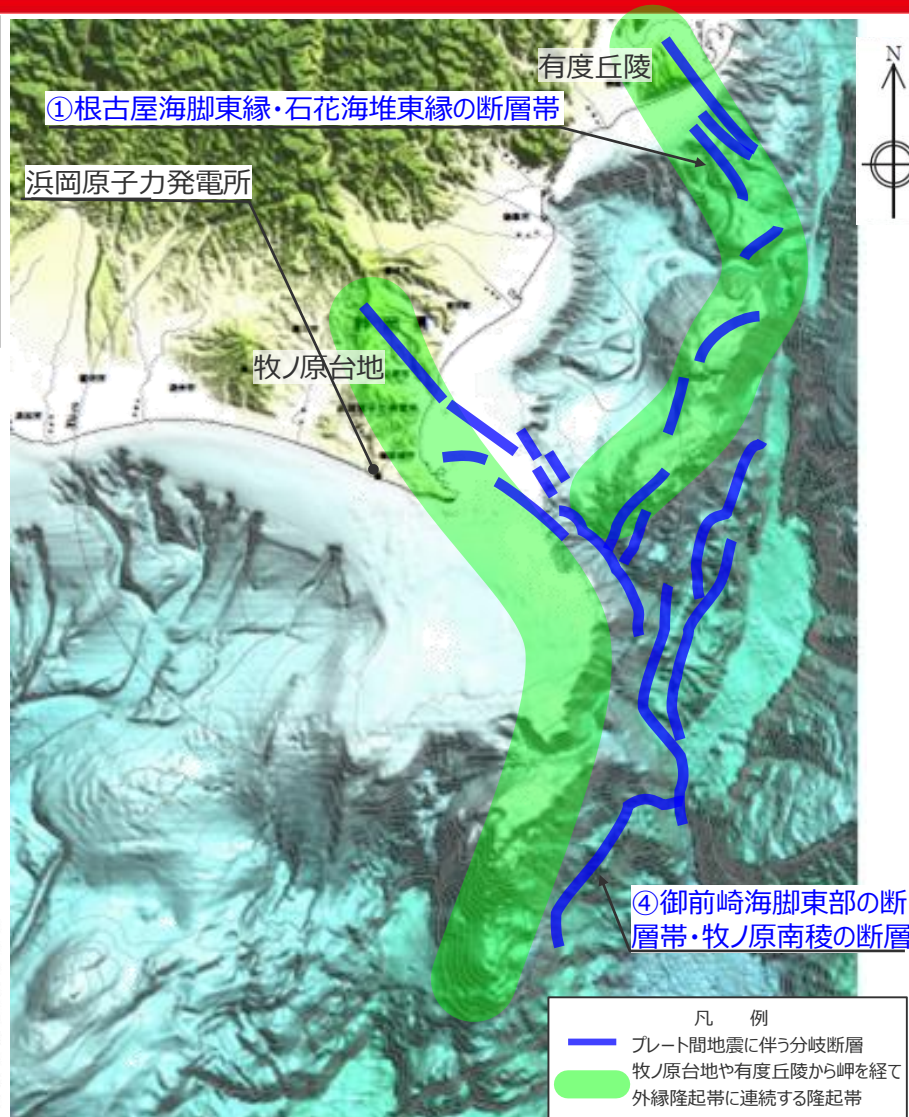 有度丘陵
①根古屋海脚東縁・石花海堆東縁の断層帯
N
浜岡原子力発電所
牧ノ原台地
④御前崎海脚東部の断
層帯・牧ノ原南稜の断層
凡 例
プレート間地震に伴う分岐断層
牧ノ原台地や有度丘陵から岬を経て
外縁隆起帯に連続する隆起帯